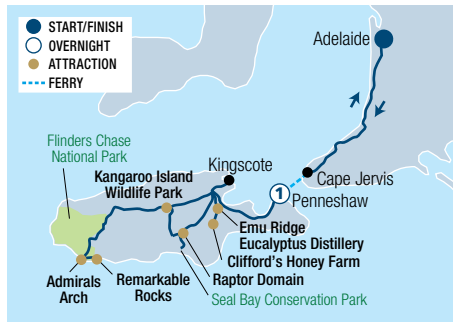 START/FINISH
1 OVERNIGHT
ATTRACTION
FERRY
Adelaide
Flinders Chase
National Park
Kangaroo Island
Wildlife Park
Kingscote
Cape Jervis
1
Penneshaw
Emu Ridge
Eucalyptus Distillery
Clifford's Honey Farm
Raptor Domain
Seal Bay Conservation Park
Admirals
Arch
Remarkable
Rocks